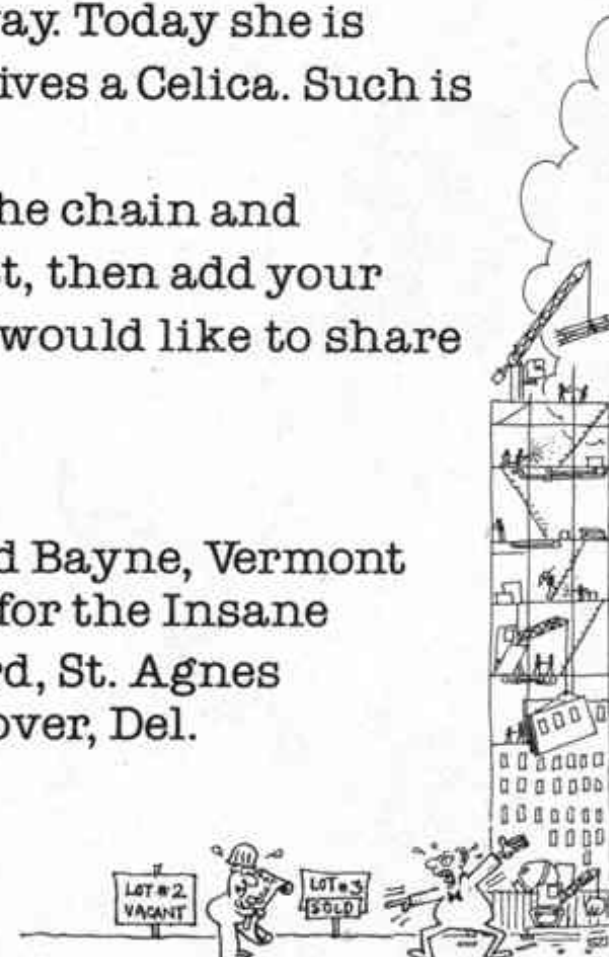 ay. Today she is
ives a Celica. Such is
he chain and
t, then add your
would like to share
d Bayne, Vermont
for the Insane
rd, St. Agnes
over, Del.
LOT #2
VACANT
LOT #3
SOLD